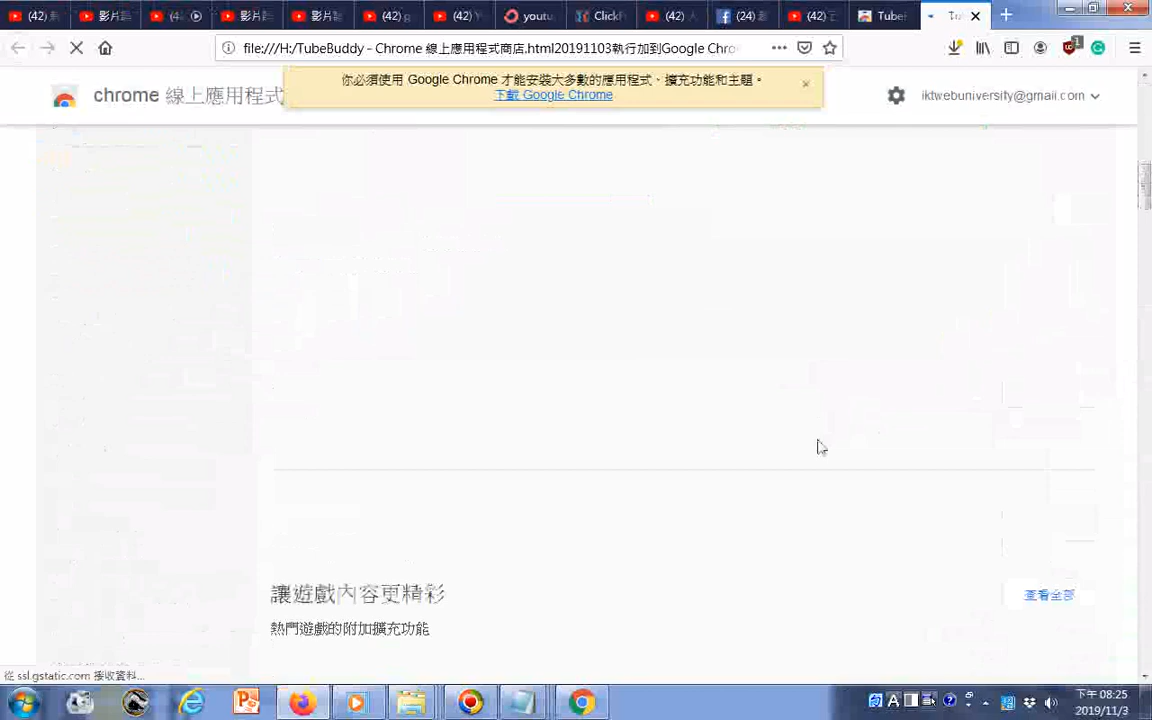 (42)
影片
(4
影片
影片
(42) g
(42) Y
youtu
ClickF
(42)
(24)
(42)
Tube
file:///H:/TubeBuddy - Chrome 線上應用程式商店.html20191103執行加到Google Chro
你必須使用 Google Chrome 才能安裝大多數的應用程式、擴充功能和主題。
下載 Google Chrome
chrome 線上應用程式
iktwebuniversity@gmail.com
讓遊戲內容更精彩
查看全部
熱門遊戲的附加擴充功能
從 ssl.gstatic.com 接收資料...
下午 08:25
2019/11/3